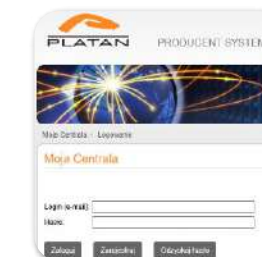 PLATAN
PRODUCENT SYSTEM
Moja Centrala › Logowanie
Moja Centrala
Login (e-mail):
Hasło:
Zaloguj Zarejestruj Odzyskaj hasło